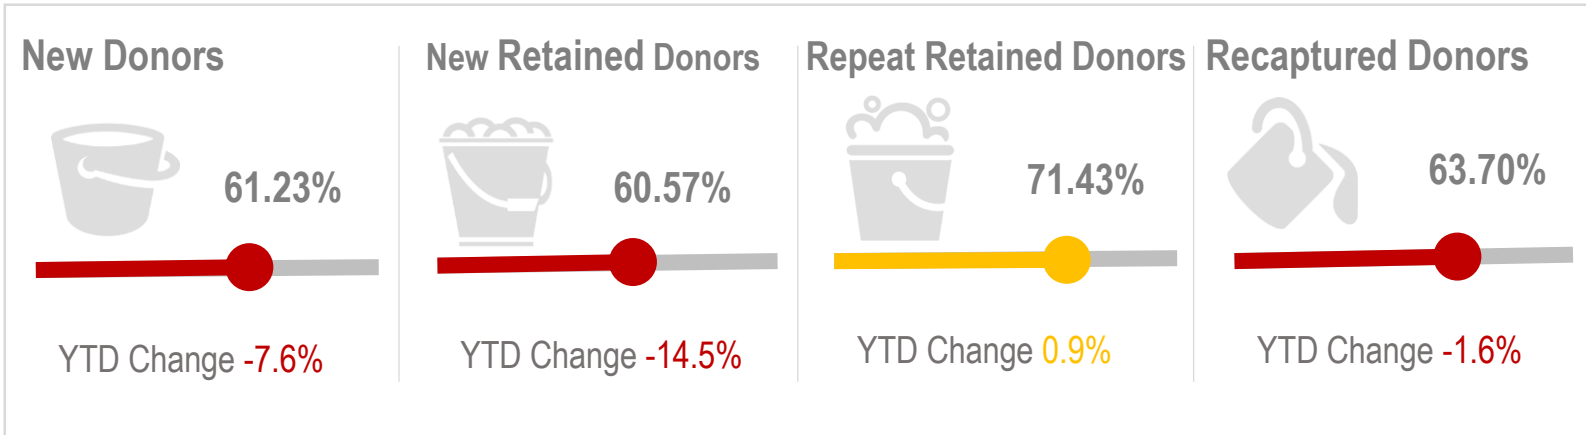 New Donors
61.23%
YTD Change -7.6%
New Retained Donors
60.57%
YTD Change -14.5%
Repeat Retained Donors
71.43%
YTD Change 0.9%
Recaptured Donors
63.70%
YTD Change -1.6%